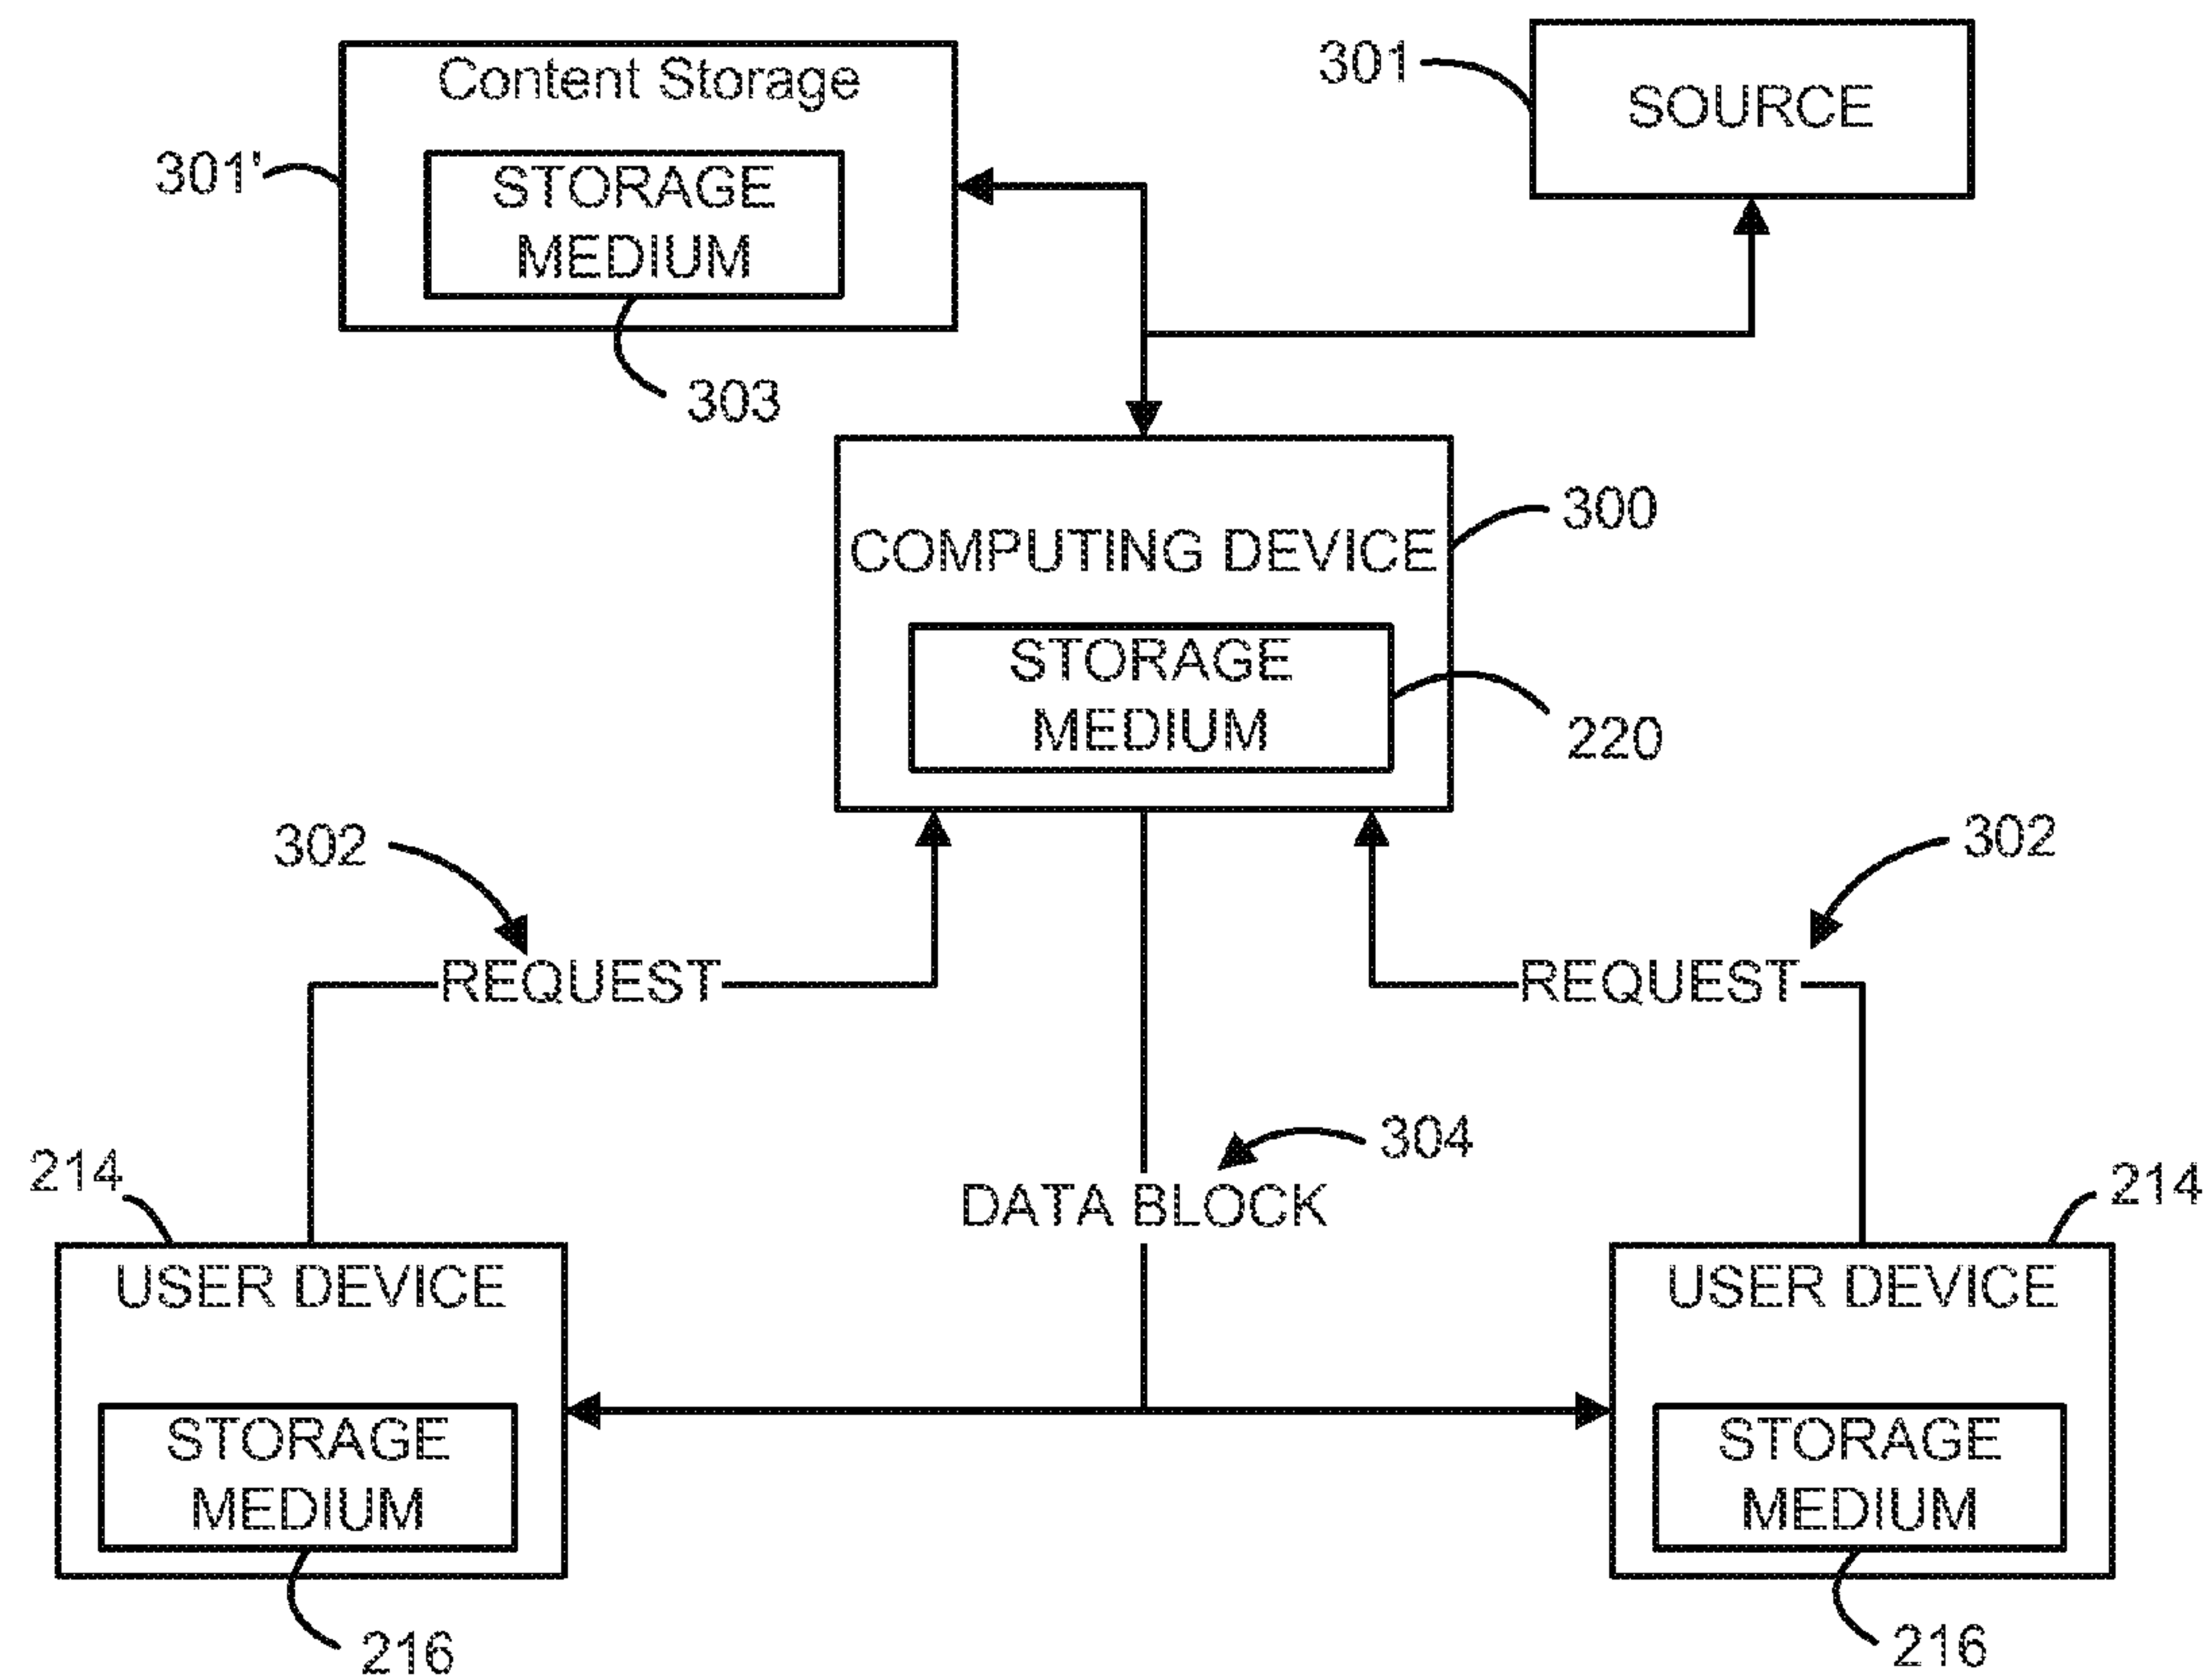 Content Storage
301'
STORAGE
MEDIUM
303
301
SOURCE
300
COMPUTING DEVICE
STORAGE
MEDIUM
220
302
REQUEST
302
REQUEST
304
DATA BLOCK
214
USER DEVICE
STORAGE
MEDIUM
216
214
USER DEVICE
STORAGE
MEDIUM
216